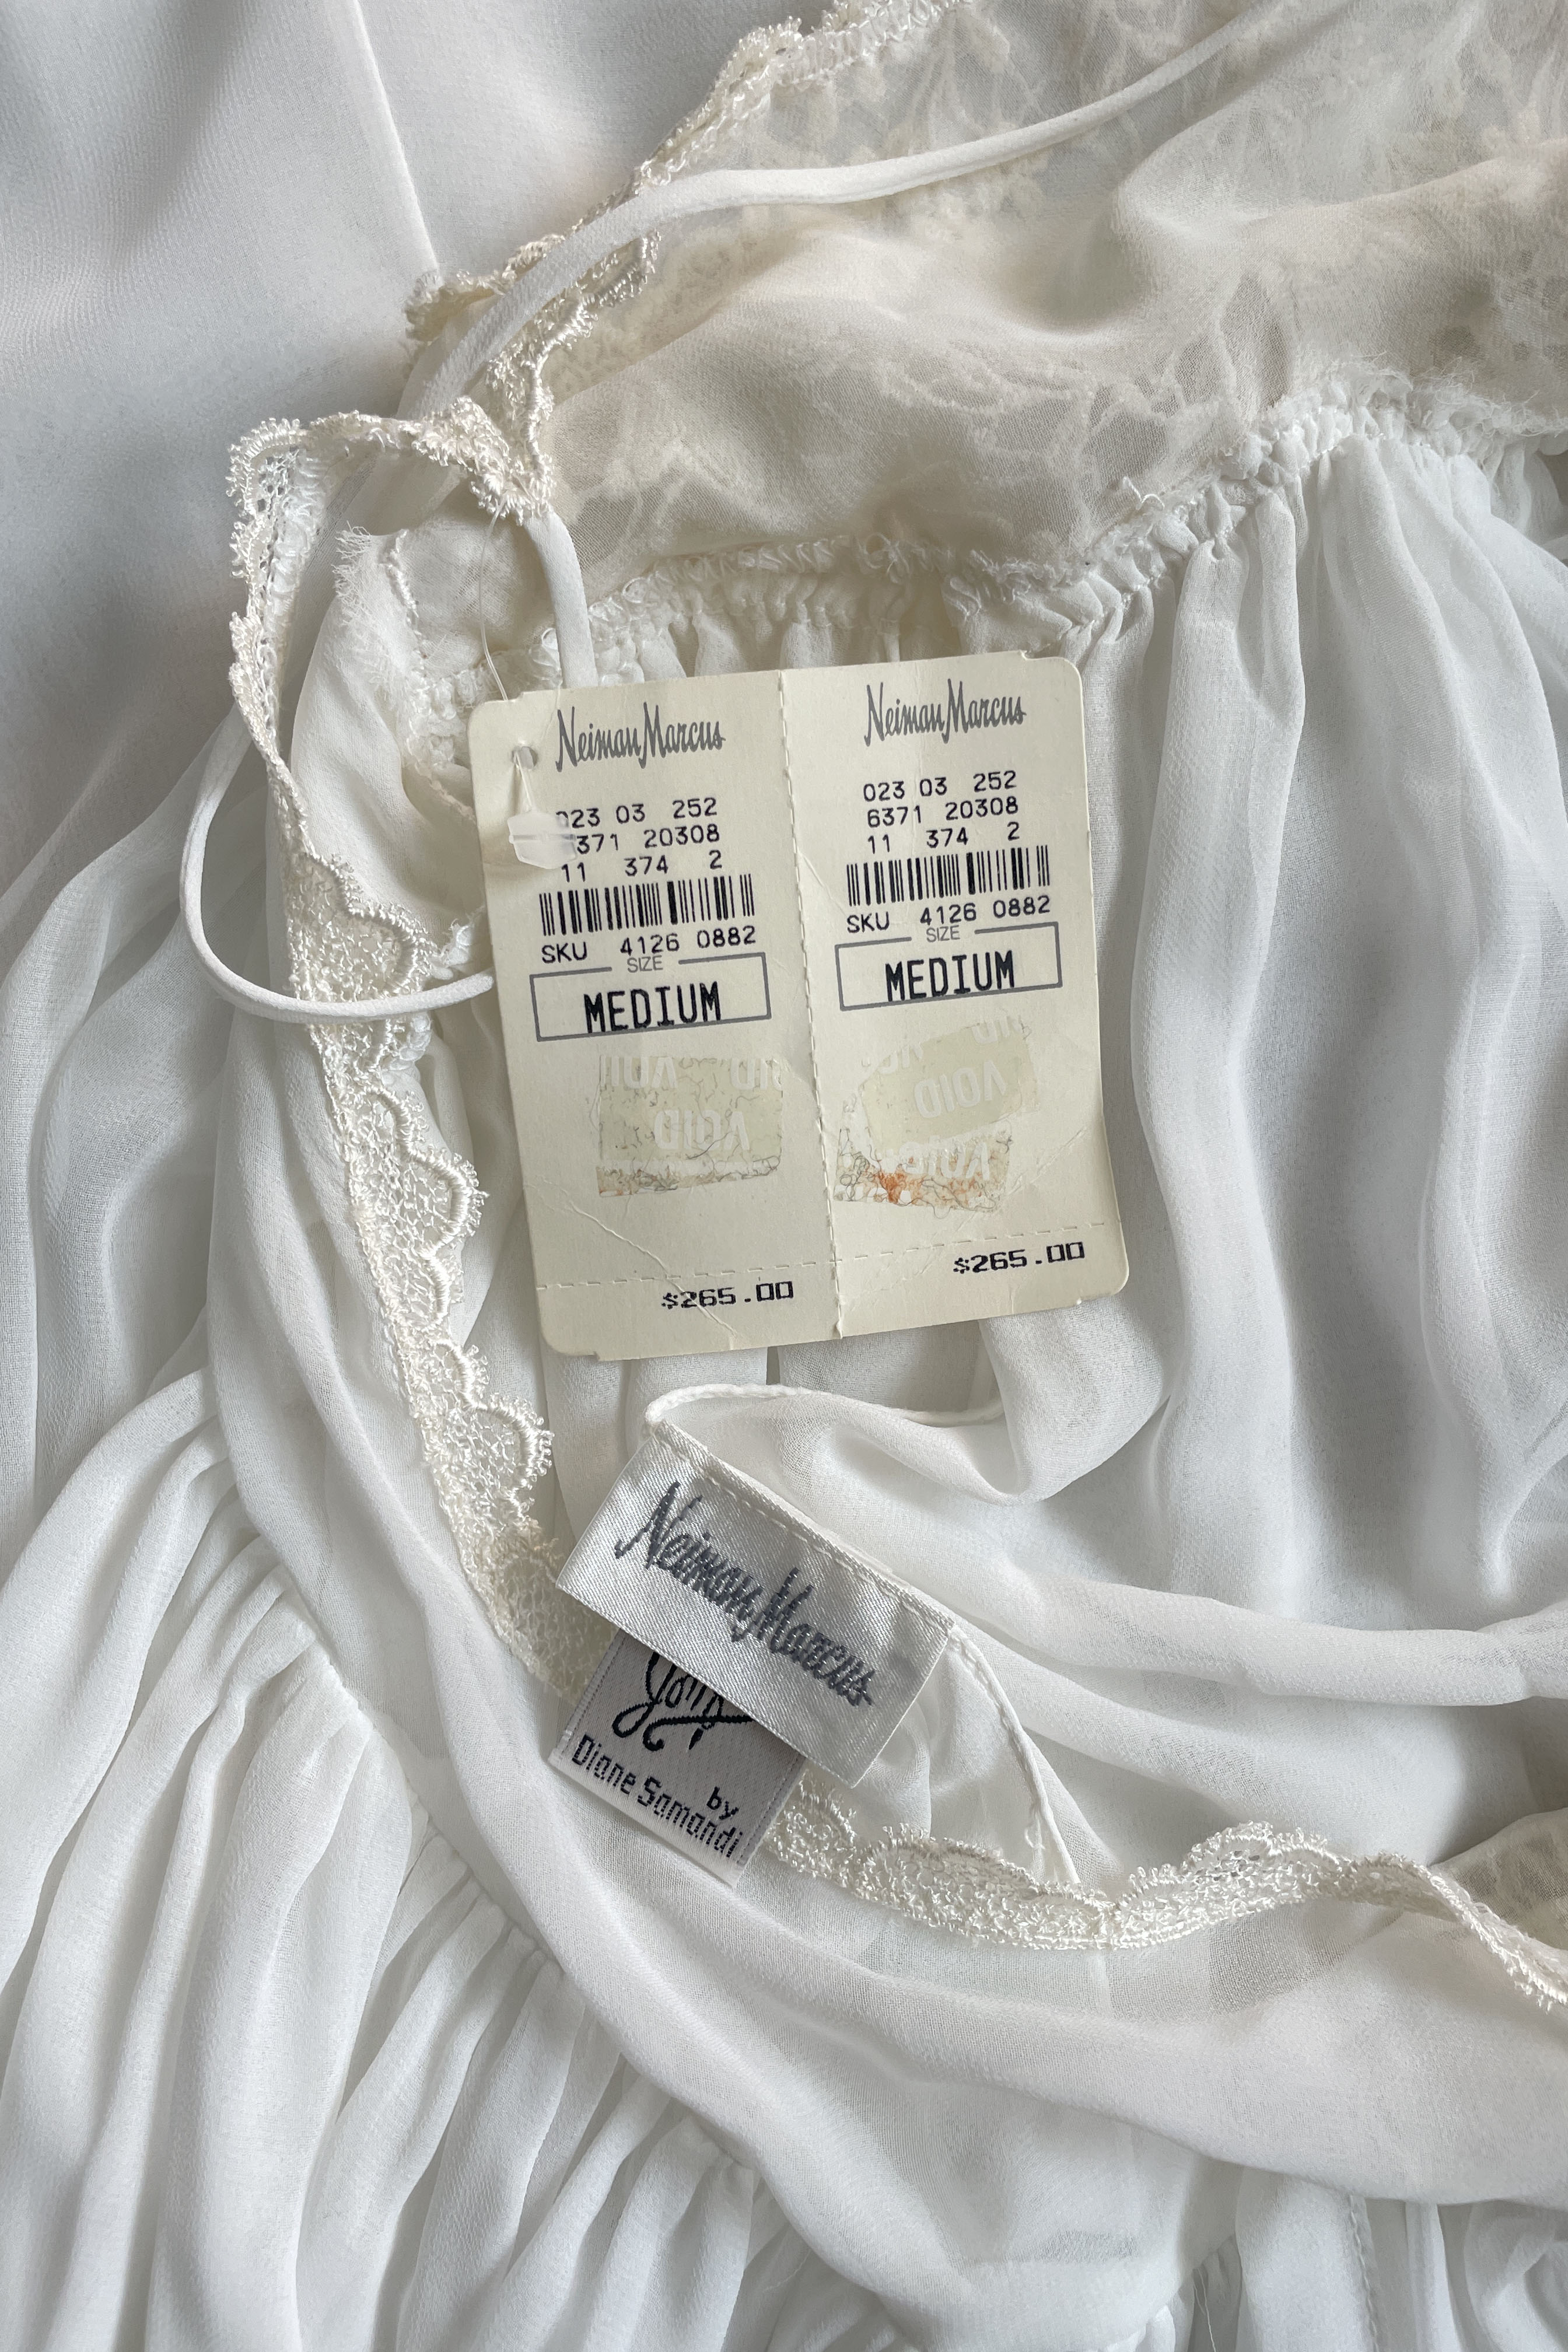 Neiman Marcus
023 03 252
371 20308
11 374 2
SKU 4126 0882
SIZE
MEDIUM
VOID
$265.00
Neiman Marcus
023 03 252
6371 20308
11 374 2
SKU 4126 0882
SIZE
MEDIUM
VOID
VOID
$265.00
Neiman Marcus
by
Diane Samandi